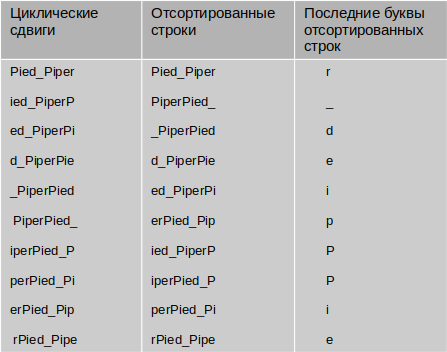 Циклические сдвиги Отсортированные строки Последние буквы отсортированных строк
Pied_Piper Pied_Piper r
ied_PiperP PiperPied_ _
ed_PiperPi _PiperPied d
d_PiperPie d_PiperPie e
_PiperPied ed_PiperPi i
PiperPied_ erPied_Pip p
iperPied_P ied_PiperP P
perPied_Pi iperPied_P P
erPied_Pip perPied_Pi i
rPied_Pipe rPied_Pipe e